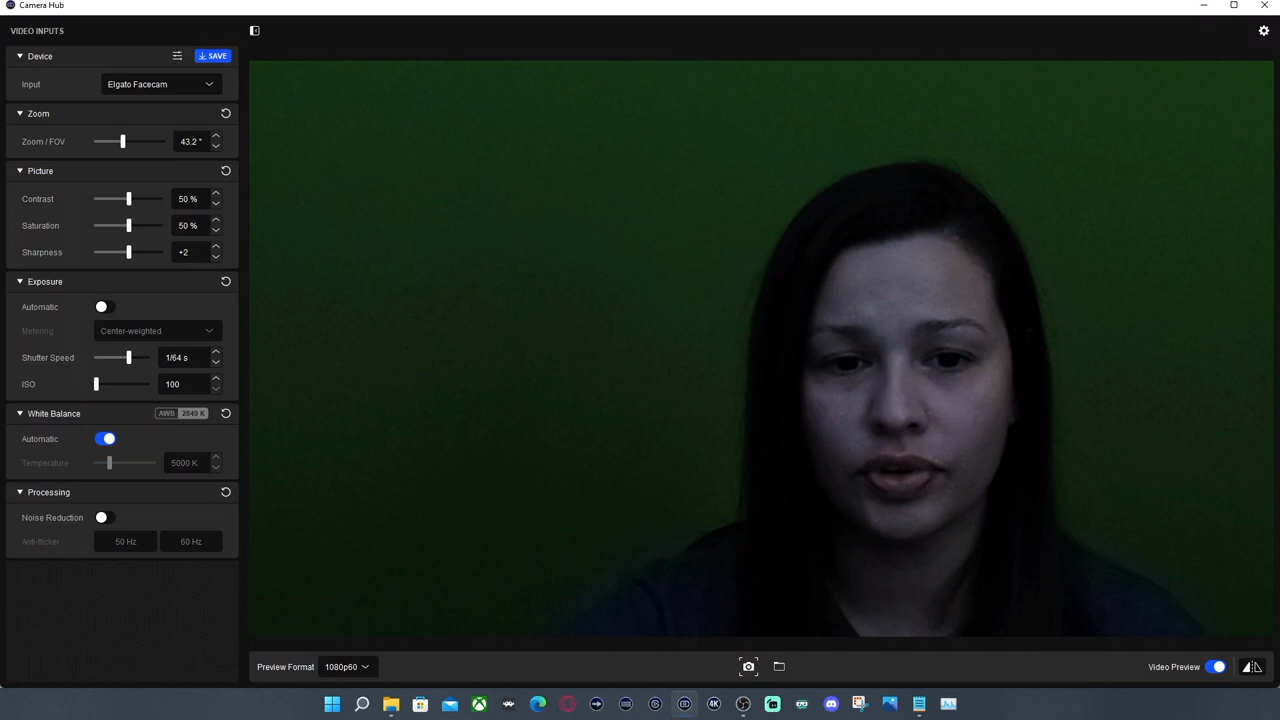 Camera Hub
VIDEO INPUTS
Device
SAVE
Input
Elgato Facecam
Zoom
Zoom / FOV
43.2 °
Picture
Contrast
50 %
Saturation
50 %
Sharpness
+2
Exposure
Automatic
Metering
Center-weighted
Shutter Speed
1/64 s
ISO
100
White Balance
AWB 2849 K
Automatic
Temperature
5000 K
Processing
Noise Reduction
Anti-flicker
50 Hz
60 Hz
Preview Format
1080p60
Video Preview
4K